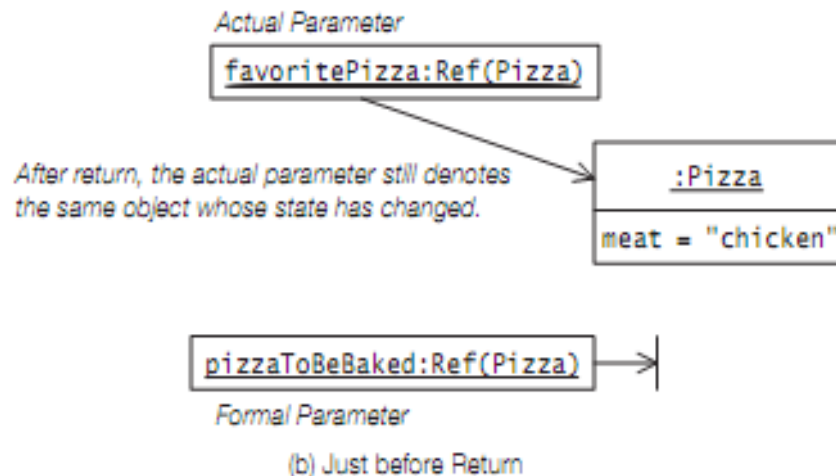 Actual Parameter
favoritePizza:Ref(Pizza)
After return, the actual parameter still denotes
the same object whose state has changed.
:Pizza
meat = "chicken"
pizzaToBeBaked:Ref(Pizza)
Formal Parameter
(b) Just before Return